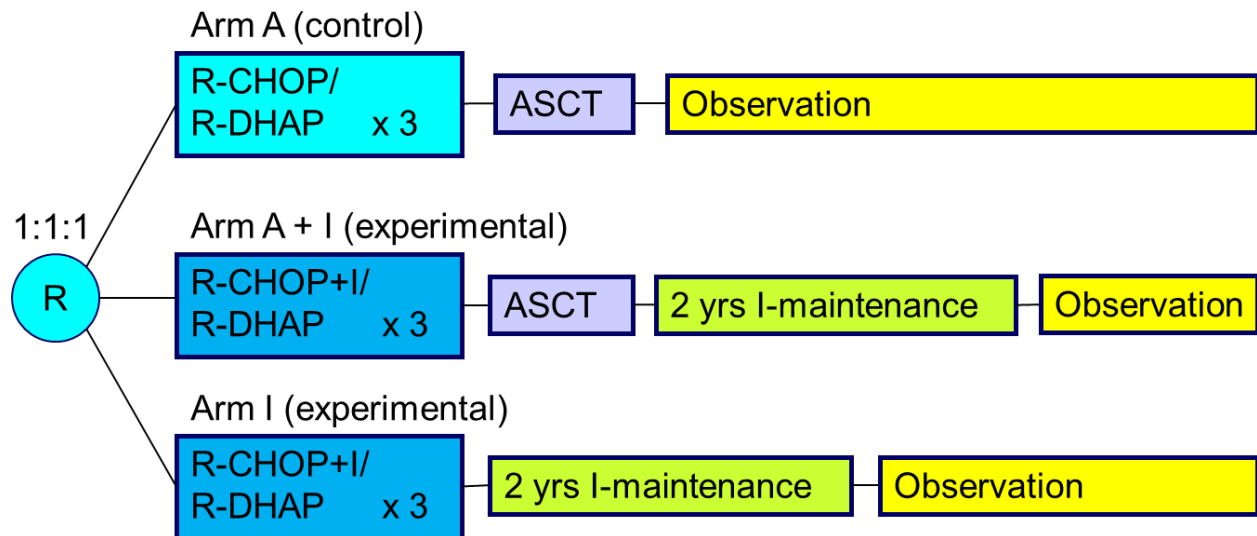 Arm A (control)
R-CHOP/
R-DHAP x 3
ASCT
Observation
1:1:1
R
Arm A + I (experimental)
R-CHOP+I/
R-DHAP x 3
ASCT
2 yrs I-maintenance
Observation
Arm I (experimental)
R-CHOP+I/
R-DHAP x 3
2 yrs I-maintenance
Observation